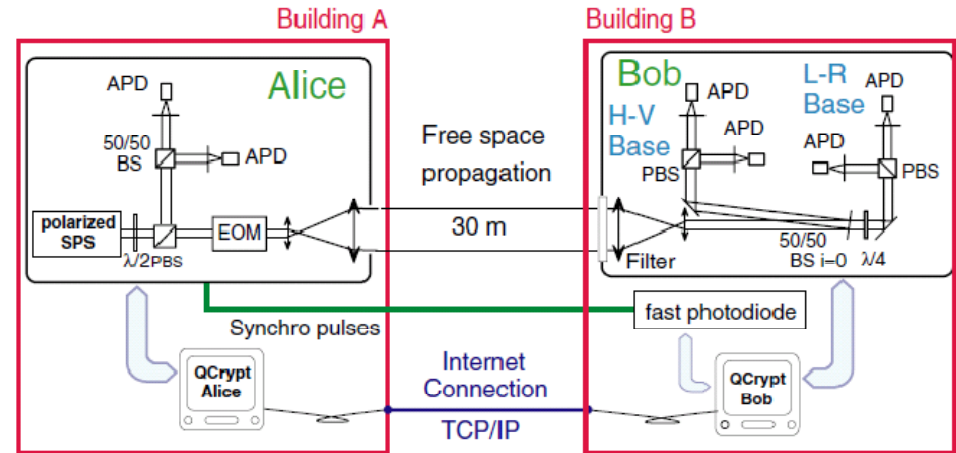 Building A
Building B
Alice
APD
50/50
BS
APD
polarized
SPS
λ/2
PBS
EOM
Free space
propagation
30 m
Bob
H-V
Base
L-R
Base
APD
APD
APD
APD
PBS
PBS
Filter
50/50
BS i=0
λ/4
Synchro pulses
fast photodiode
QCrypt
Alice
Internet
Connection
TCP/IP
QCrypt
Bob